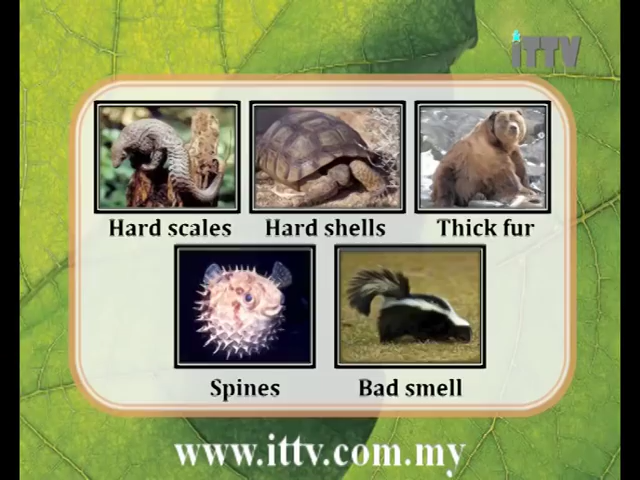 iTTV
Hard scales
Hard shells
Thick fur
Spines
Bad smell
www.ittv.com.my